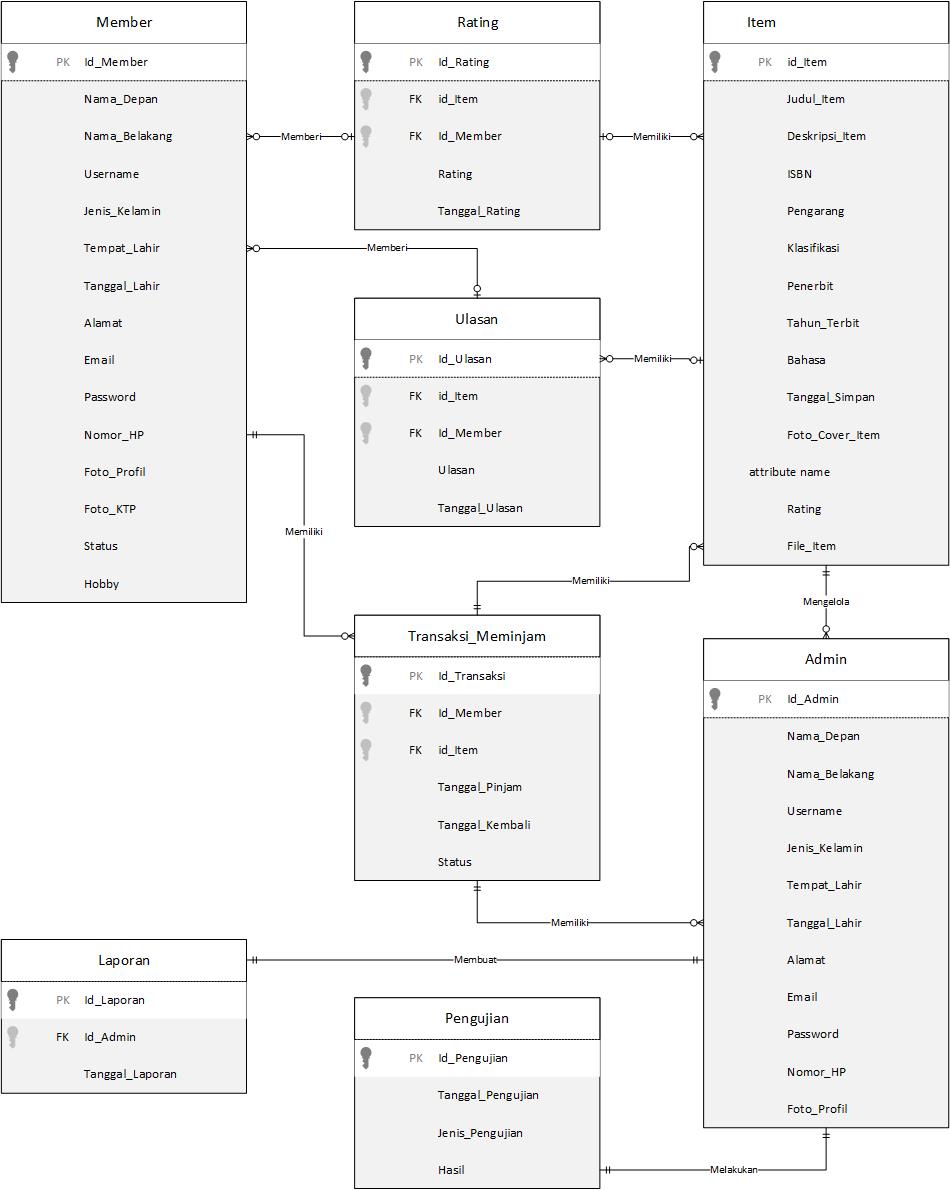 Member
PK Id_Member
Nama_Depan
Nama_Belakang
Username
Jenis_Kelamin
Tempat_Lahir
Tanggal_Lahir
Alamat
Email
Password
Nomor_HP
Foto_Profil
Foto_KTP
Status
Hobby
Memberi
Memberi
Memiliki
Rating
PK Id_Rating
FK id_Item
FK Id_Member
Rating
Tanggal_Rating
Memiliki
Ulasan
PK Id_Ulasan
FK id_Item
FK Id_Member
Ulasan
Tanggal_Ulasan
Memiliki
Memiliki
Item
PK id_Item
Judul_Item
Deskripsi_Item
ISBN
Pengarang
Klasifikasi
Penerbit
Tahun_Terbit
Bahasa
Tanggal_Simpan
Foto_Cover_Item
attribute name
Rating
File_Item
Mengelola
Transaksi_Meminjam
PK Id_Transaksi
FK Id_Member
FK id_Item
Tanggal_Pinjam
Tanggal_Kembali
Status
Memiliki
Admin
PK Id_Admin
Nama_Depan
Nama_Belakang
Username
Jenis_Kelamin
Tempat_Lahir
Tanggal_Lahir
Alamat
Email
Password
Nomor_HP
Foto_Profil
Laporan
PK Id_Laporan
FK Id_Admin
Tanggal_Laporan
Membuat
Pengujian
PK Id_Pengujian
Tanggal_Pengujian
Jenis_Pengujian
Hasil
Melakukan